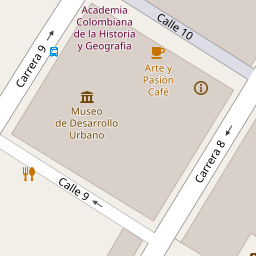 Academia
Colombiana
de la Historia
y Geografia
Calle 10
Carrera 9
Arte y
Pasión
Café
Museo
de Desarrollo
Urbano
Carrera 8
Calle 9